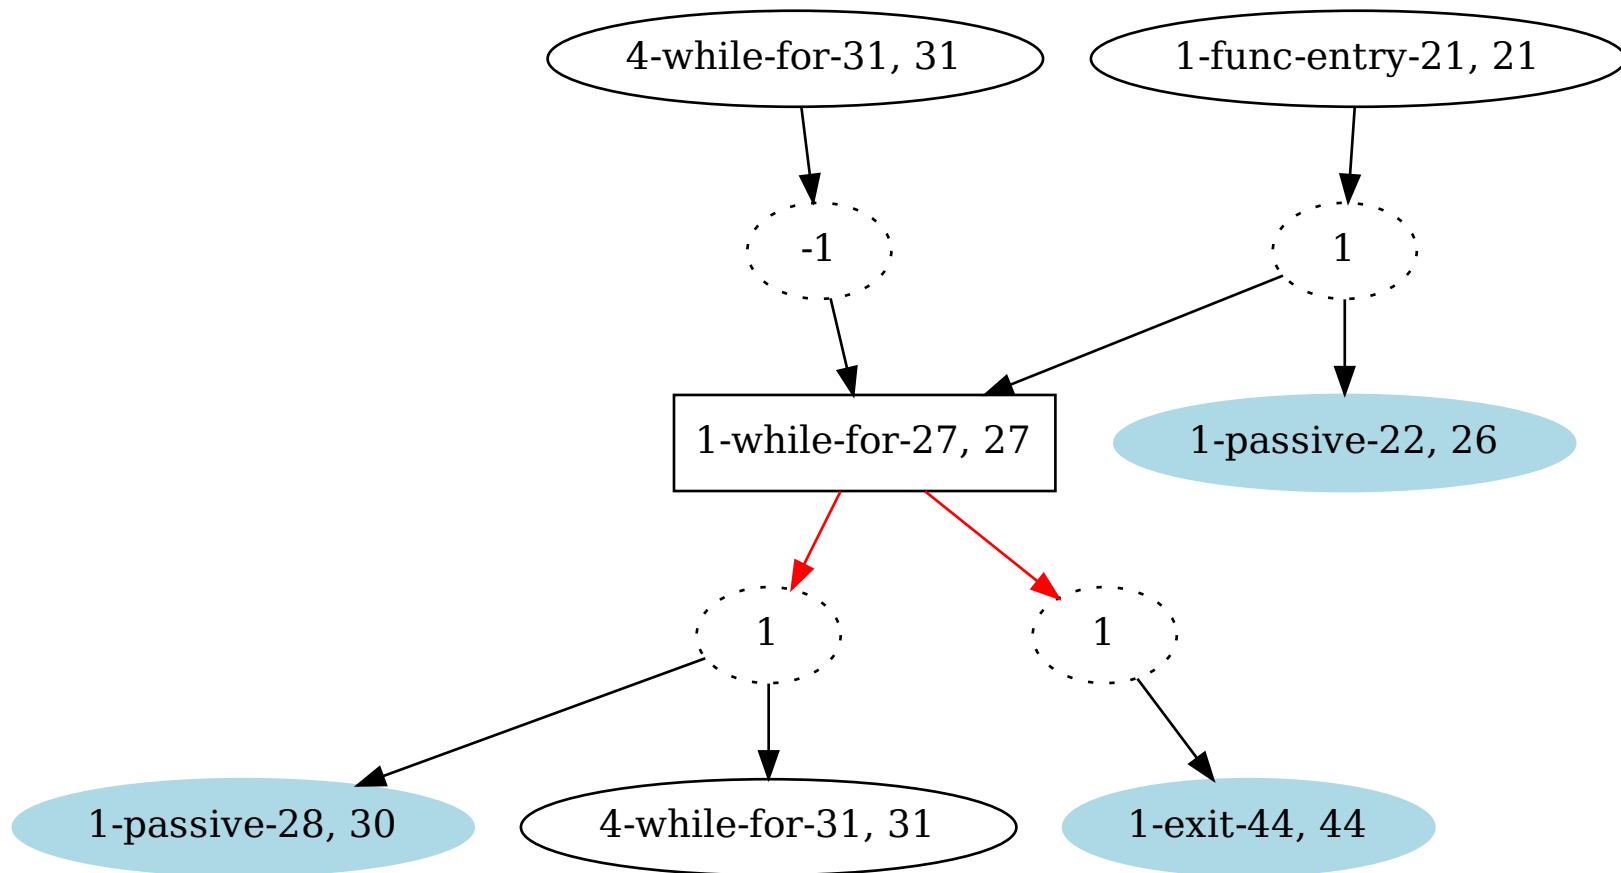 4-while-for-31, 31
1-func-entry-21, 21
-1
1
1-while-for-27, 27
1-passive-22, 26
1
1
1-passive-28, 30
4-while-for-31, 31
1-exit-44, 44